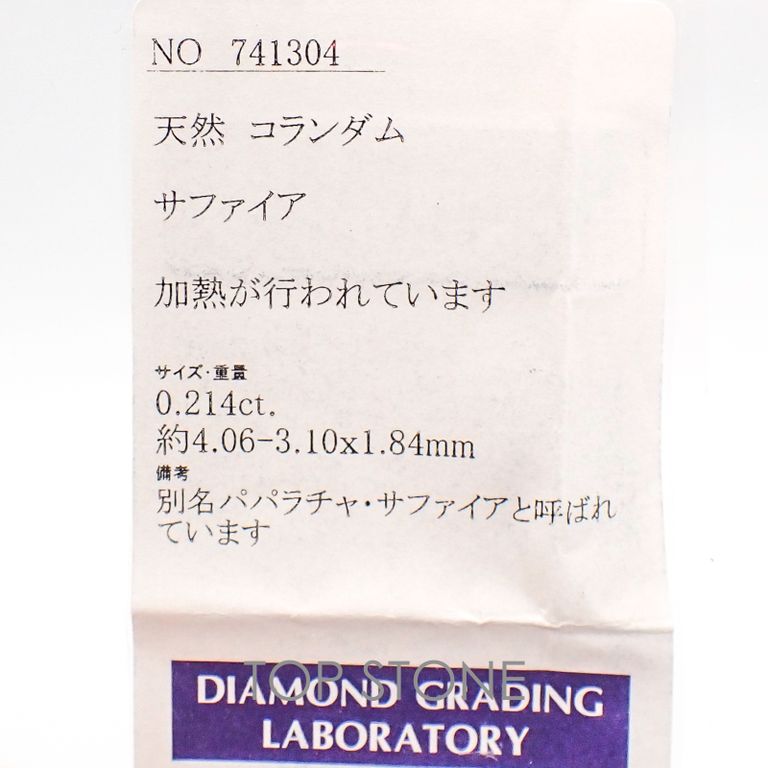 NO 741304
天然 コランダム
サファイア
加熱が行われています
サイズ・重量
0.214ct.
約4.06-3.10x1.84mm
備考
別名パパラチャ・サファイアと呼ばれ
ています
TOP STONE
DIAMOND GRADING
LABORATORY